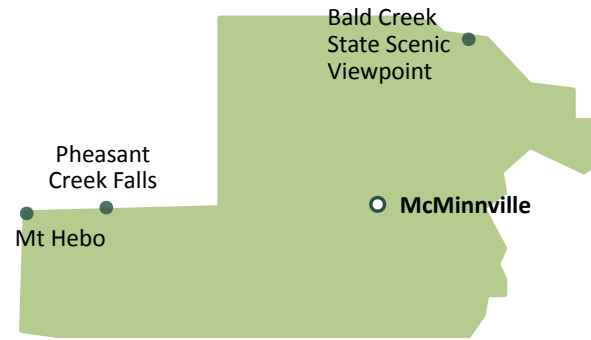 Bald Creek
State Scenic
Viewpoint
Pheasant
Creek Falls
McMinnville
Mt Hebo